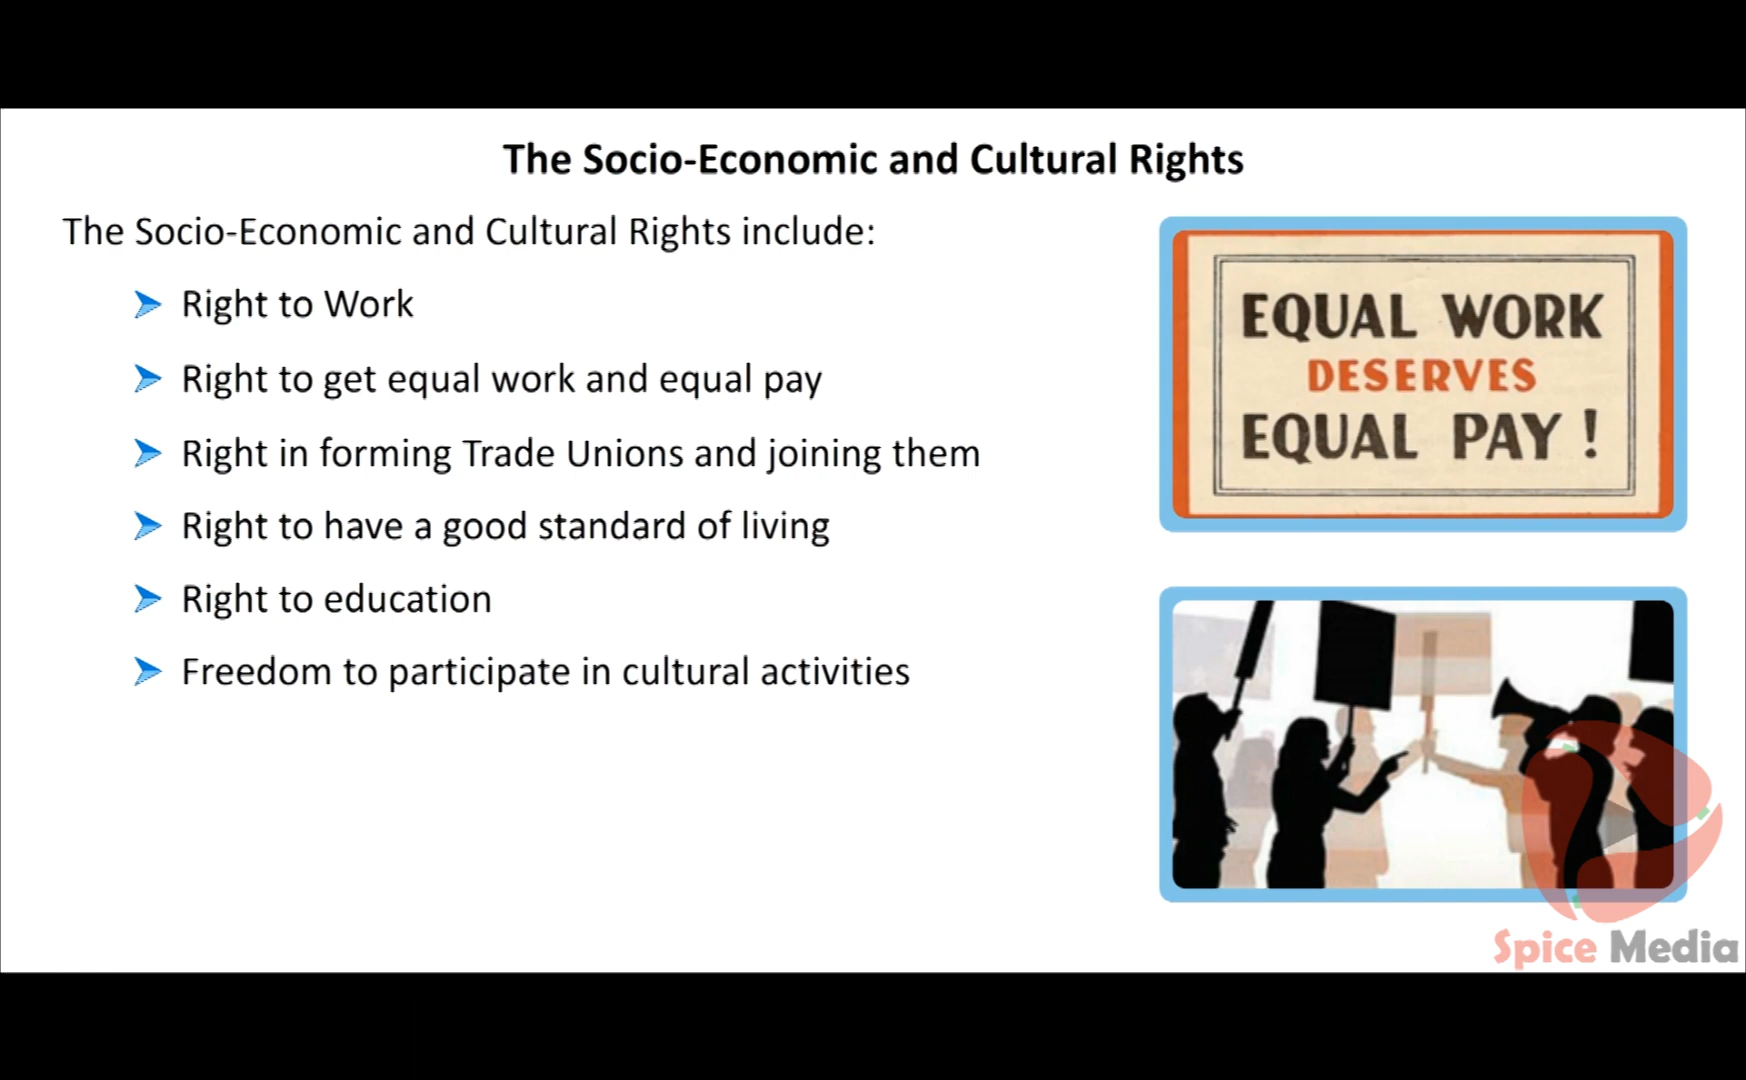 The Socio-Economic and Cultural Rights
The Socio-Economic and Cultural Rights include:
Right to Work
Right to get equal work and equal pay
Right in forming Trade Unions and joining them
Right to have a good standard of living
Right to education
Freedom to participate in cultural activities
EQUAL WORK
DESERVES
EQUAL PAY !
Spice Media